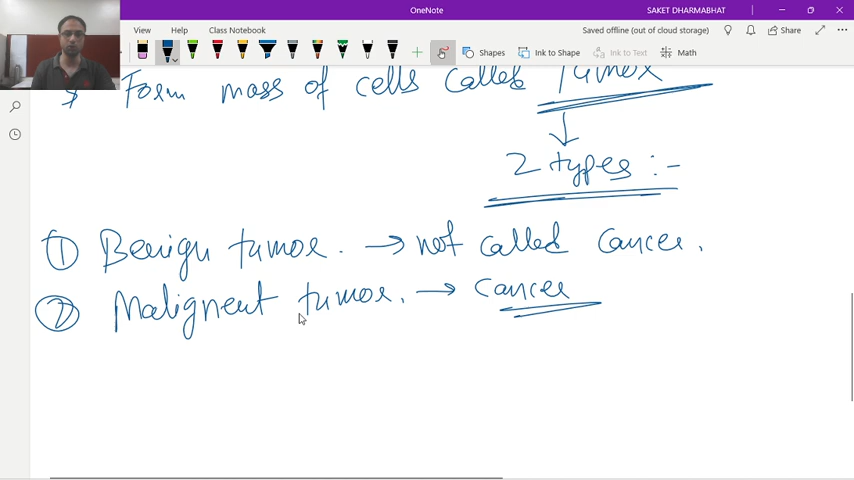 OneNote
SAKET DHARMABHAT
View Help Class Notebook
Saved offline (out of cloud storage) Share
Shapes Ink to Shape Ink to Text Math
Form mass of cells called Tumor
2 types :-
① Benign tumor. → not called cancer.
② Malignent tumor. → cancer